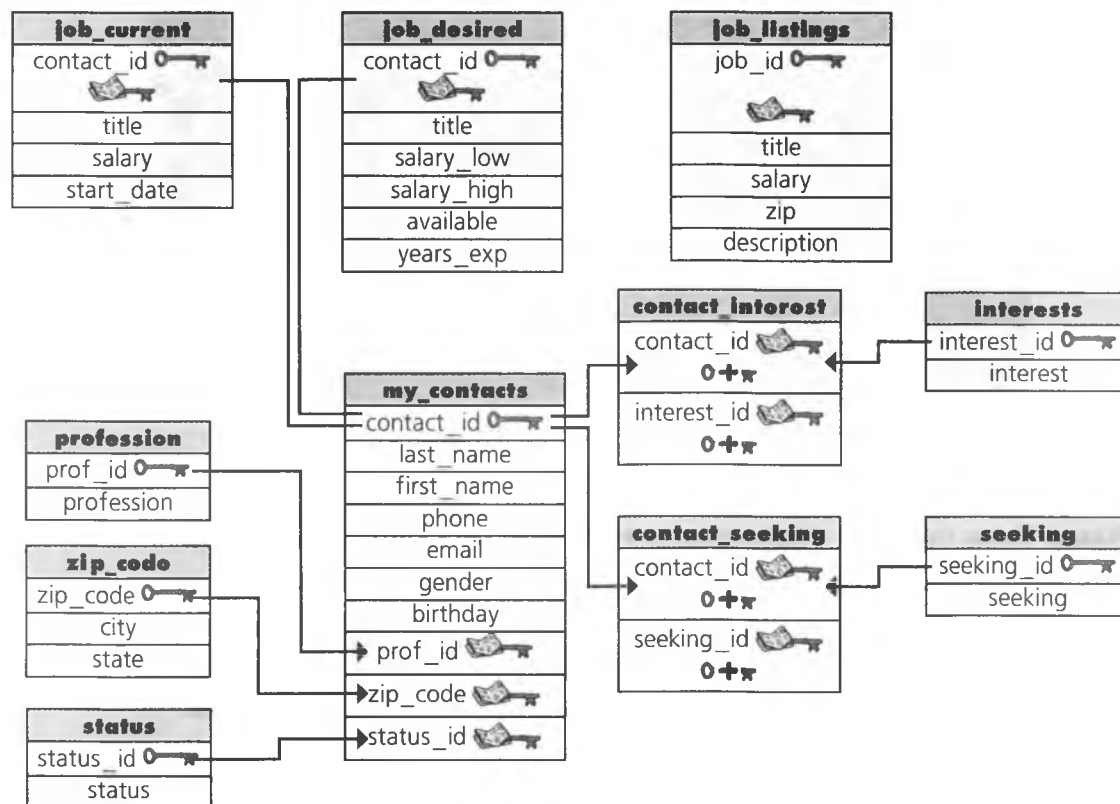 job_current
contact_id
title
salary
start_date
job_desired
contact_id
title
salary_low
salary_high
available
years_exp
job_listings
job_id
title
salary
zip
description
contact_intorost
contact_id
interest_id
interests
interest_id
interest
my_contacts
contact_id
last_name
first_name
phone
email
gender
birthday
prof_id
zip_code
status_id
profession
prof_id
profession
zip_codo
zip_code
city
state
status
status_id
status
contact_seeking
contact_id
seeking_id
seeking
seeking_id
seeking